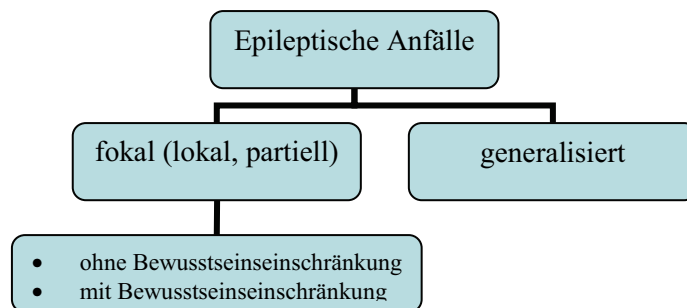 Epileptische Anfälle
fokal (lokal, partiell)
generalisiert
• ohne Bewusstseinseinschränkung
• mit Bewusstseinseinschränkung